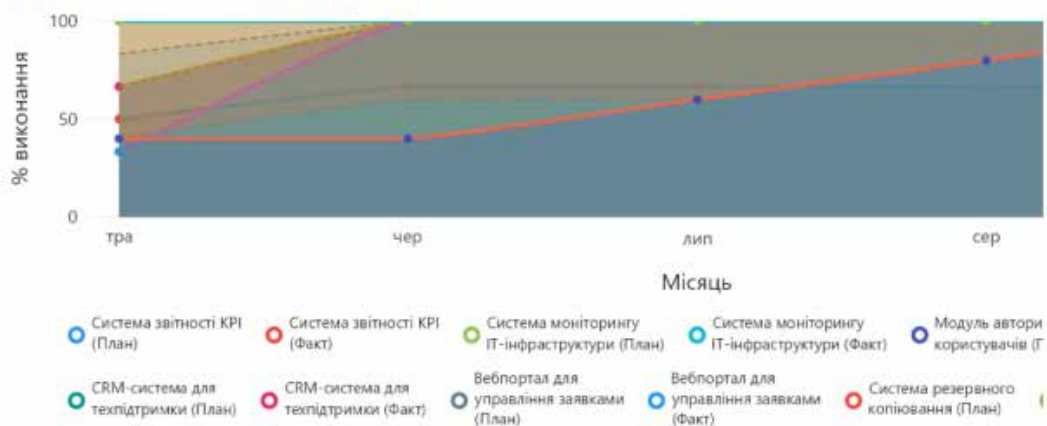 100
% виконання
50
0
тра чер лип сер
Місяць
Система звітності KPI (План)
Система звітності KPI (Факт)
Система моніторингу ІТ-інфраструктури (План)
Система моніторингу ІТ-інфраструктури (Факт)
Модуль автори
користувачів (
CRM-система для техпідтримки (План)
CRM-система для техпідтримки (Факт)
Вебпортал для управління заявками (План)
Вебпортал для управління заявками (Факт)
Система резервного копіювання (План)